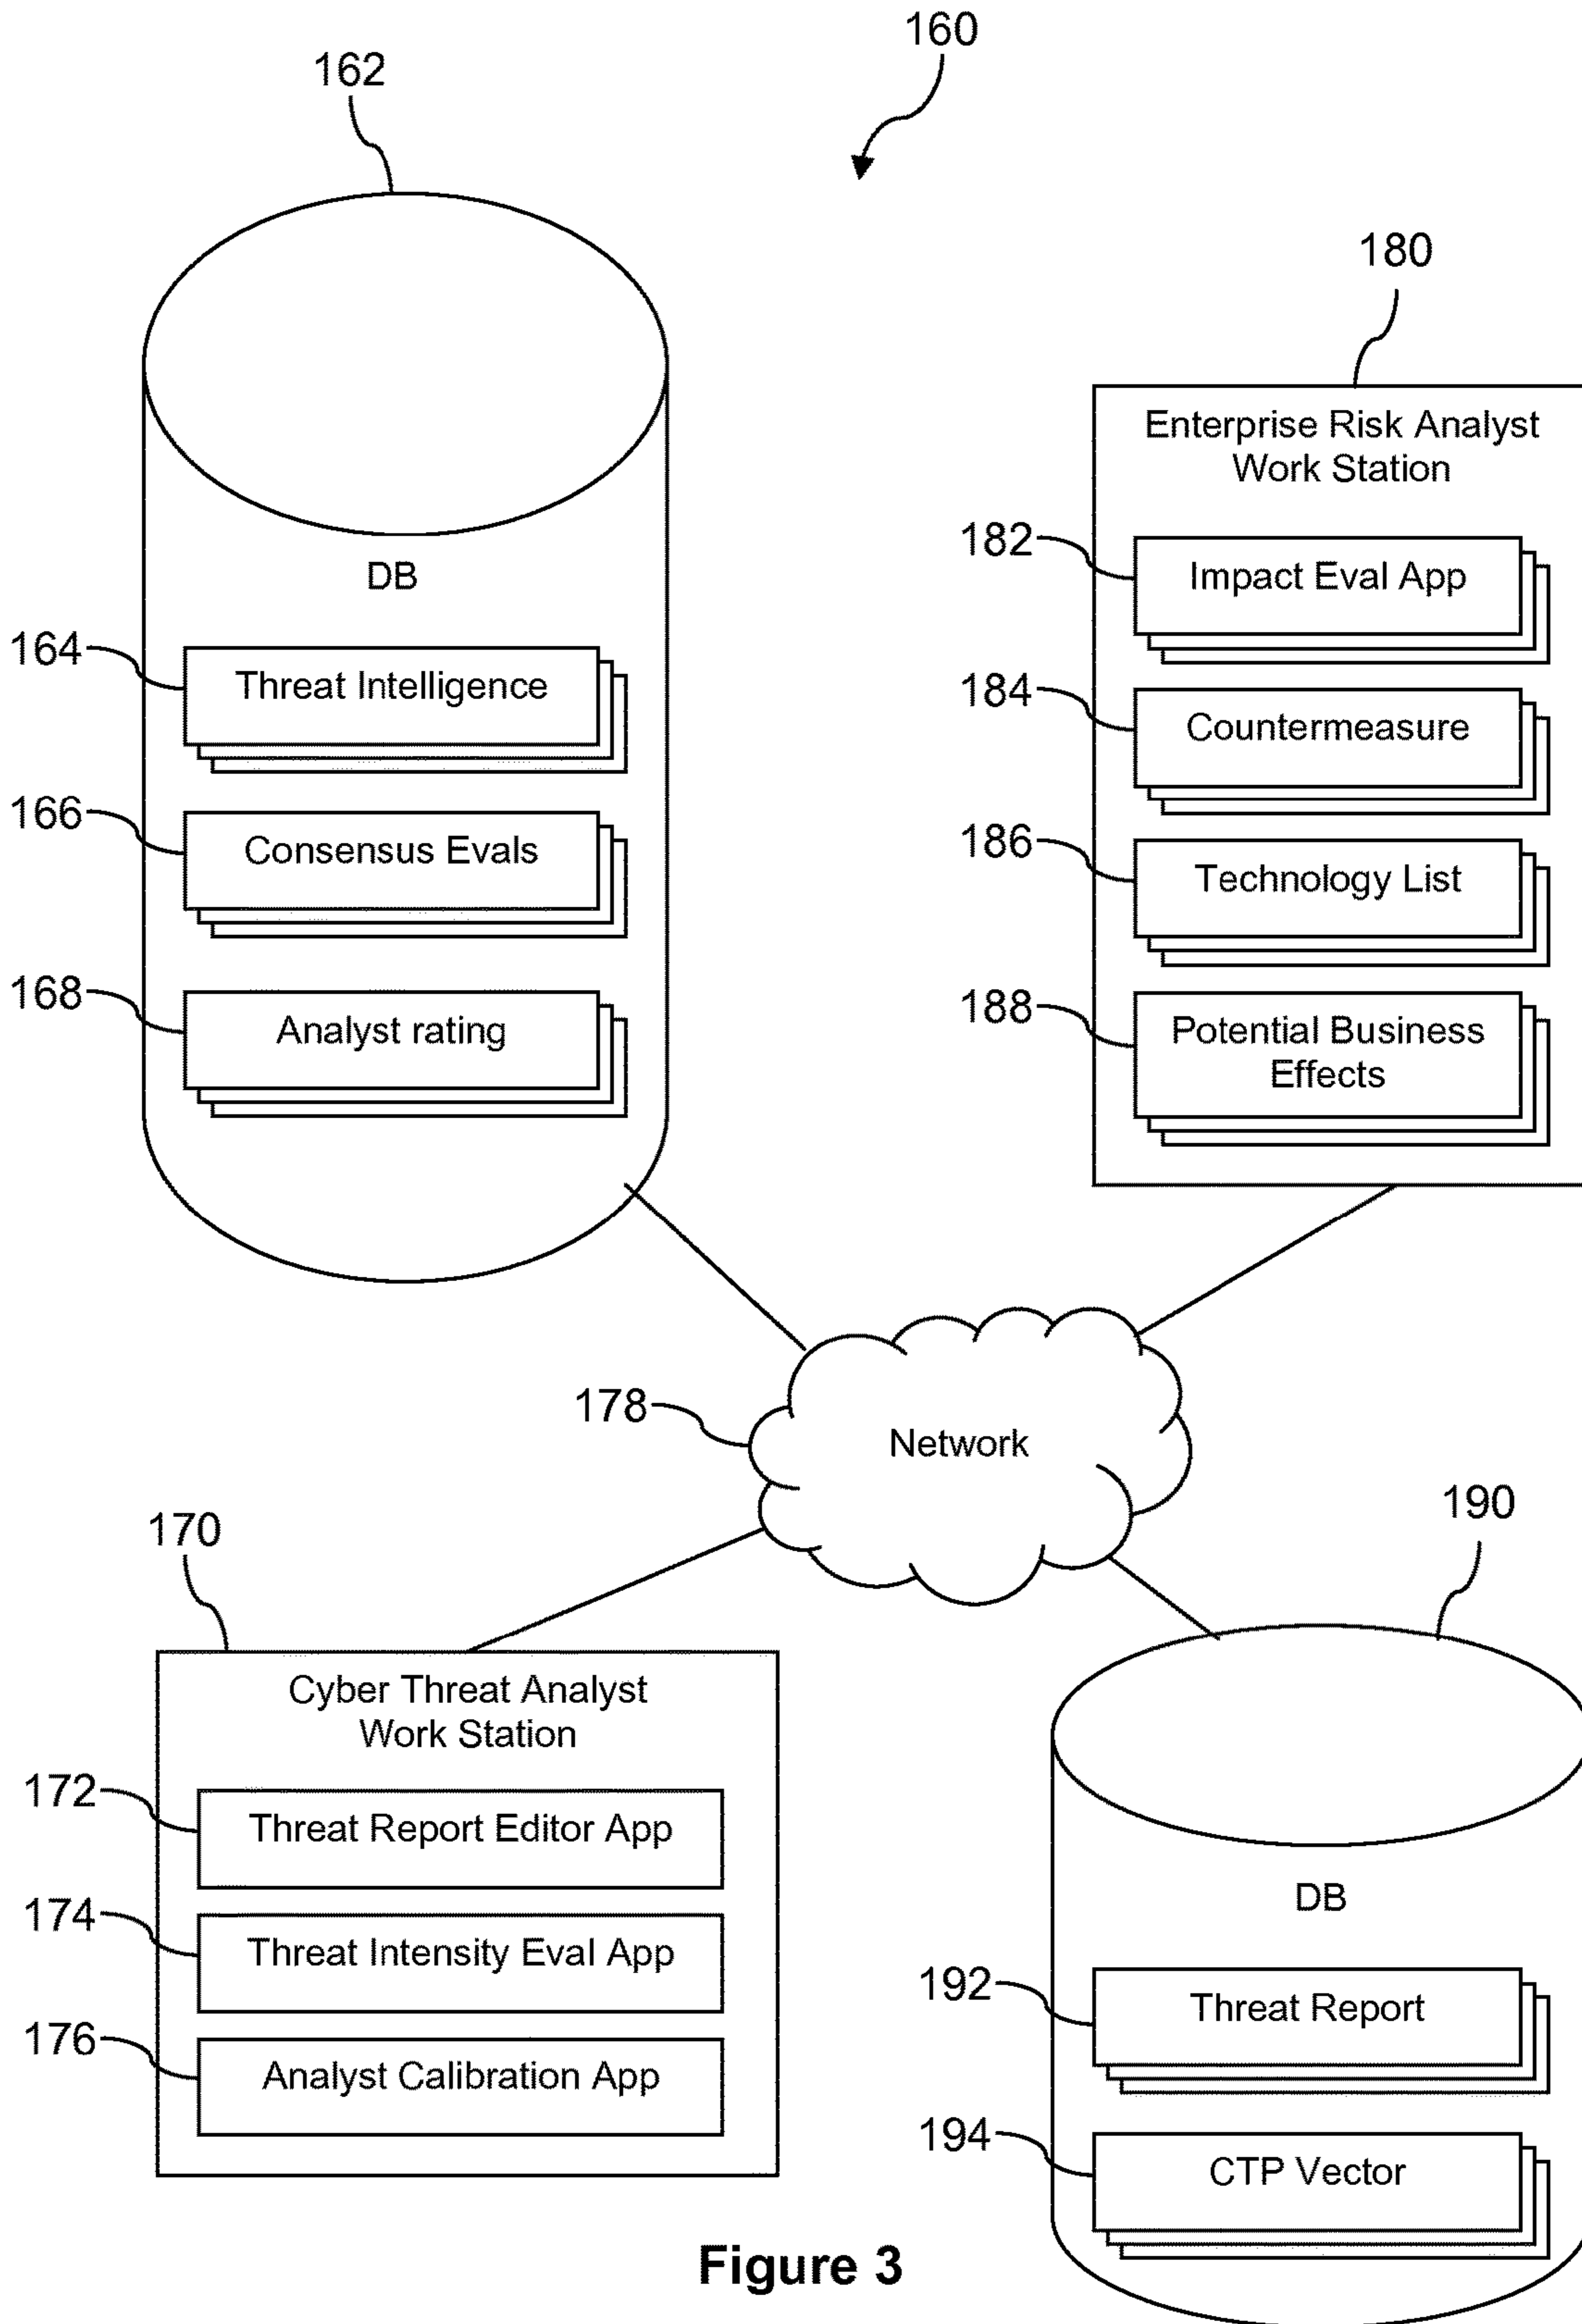 160
162
180
Enterprise Risk Analyst
Work Station
182
Impact Eval App
DB
164
Threat Intelligence
184
Countermeasure
166
Consensus Evals
186
Technology List
168
Analyst rating
188
Potential Business
Effects
178
Network
170
190
Cyber Threat Analyst
Work Station
172
Threat Report Editor App
DB
174
Threat Intensity Eval App
192
Threat Report
176
Analyst Calibration App
194
CTP Vector
Figure 3